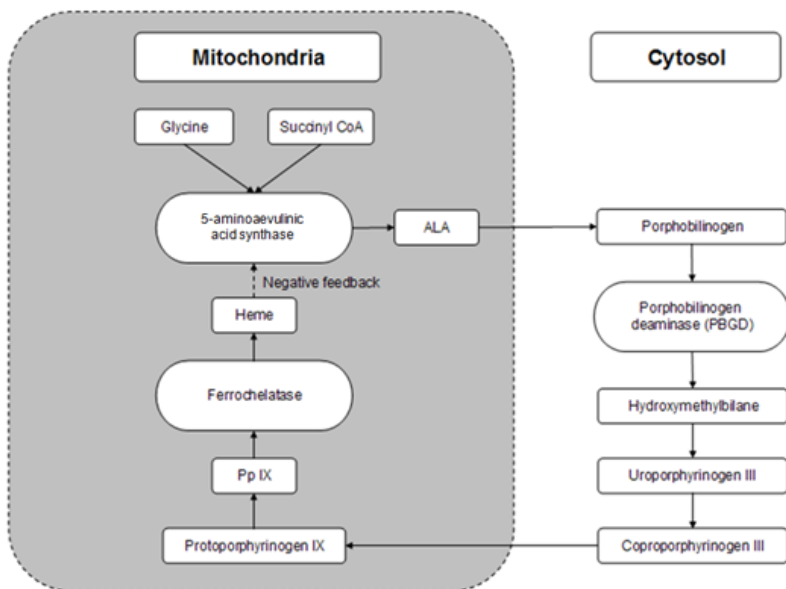 Mitochondria
Cytosol
Glycine
Succinyl CoA
5-aminoaevulinic
acid synthase
ALA
Porphobilinogen
Negative feedback
Heme
Porphobilinogen
deaminase (PBGD)
Ferrochelatase
Hydroxymethylbilane
Pp IX
Uroporphyrinogen III
Protoporphyrinogen IX
Coproporphyrinogen III